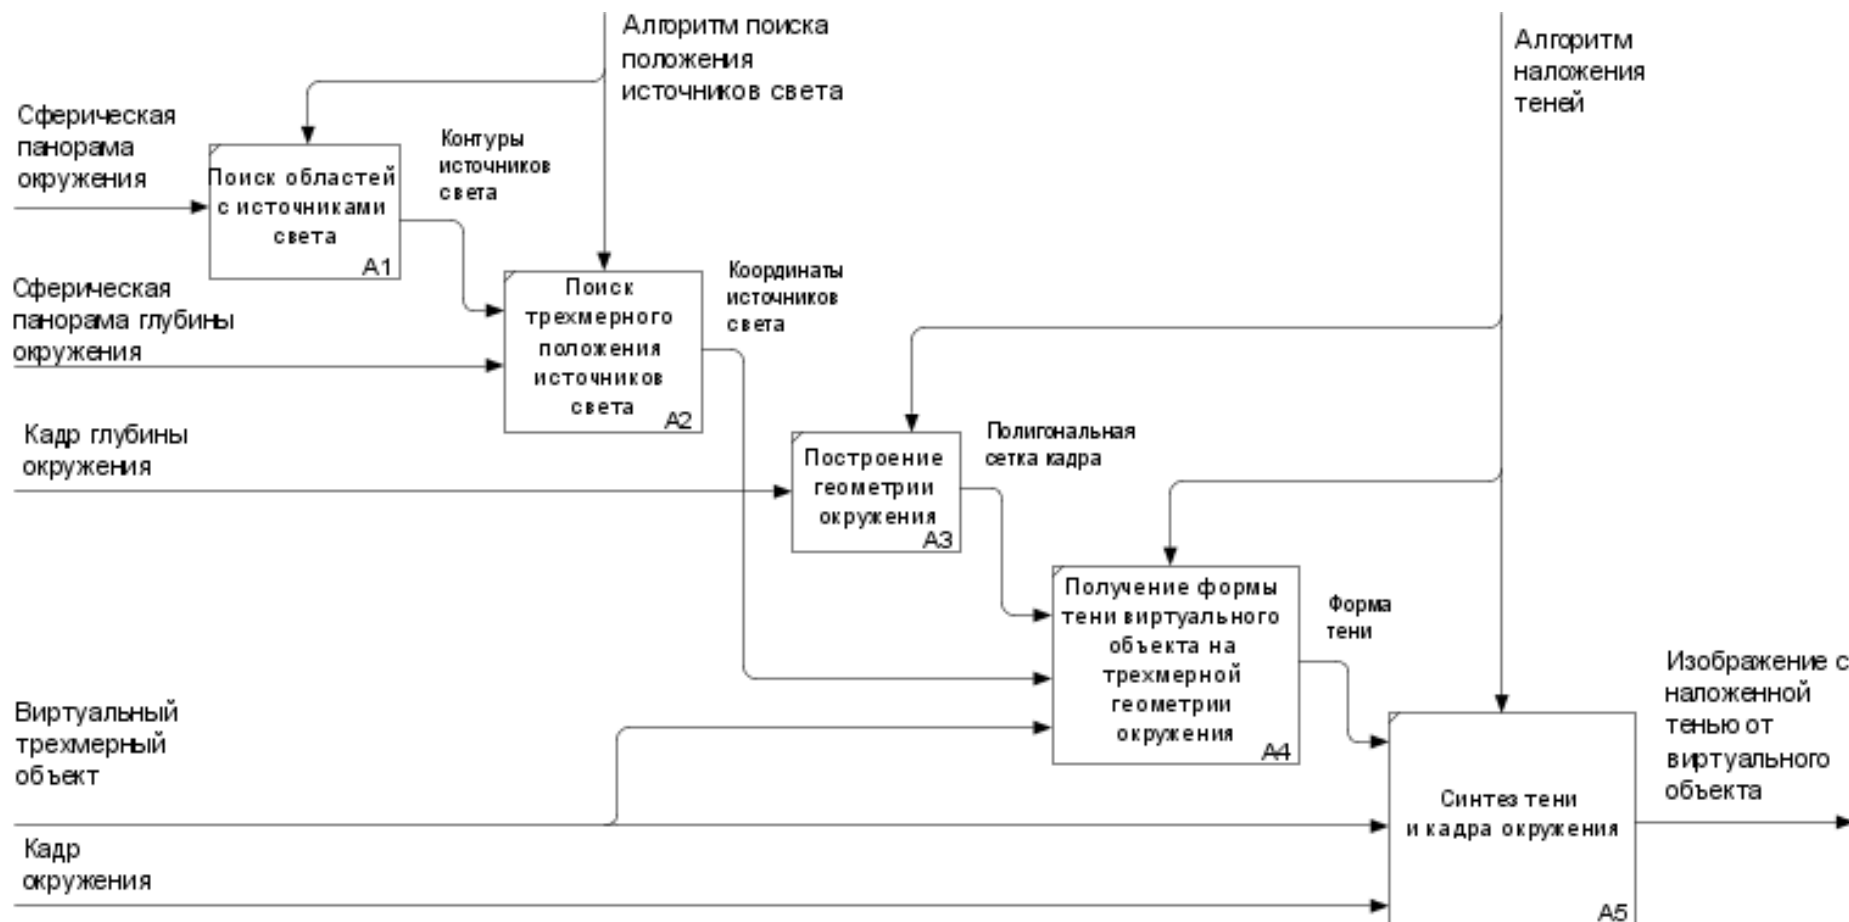 Алгоритм поиска
положения
источников света
Алгоритм
наложения
теней
Сферическая
панорама
окружения
Контуры
источников
света
Поиск областей
с источниками
света
A1
Сферическая
панорама глубины
окружения
Поиск
трехмерного
положения
источников
света
A2
Координаты
источников
света
Кадр глубины
окружения
Построение
геометрии
окружения
A3
Полигональная
сетка кадра
Получение формы
тени виртуального
объекта на
трехмерной
геометрии
окружения
A4
Форма
тени
Виртуальный
трехмерный
объект
Кадр
окружения
Синтез тени
и кадра окружения
A5
Изображение с
наложенной
тенью от
виртуального
объекта